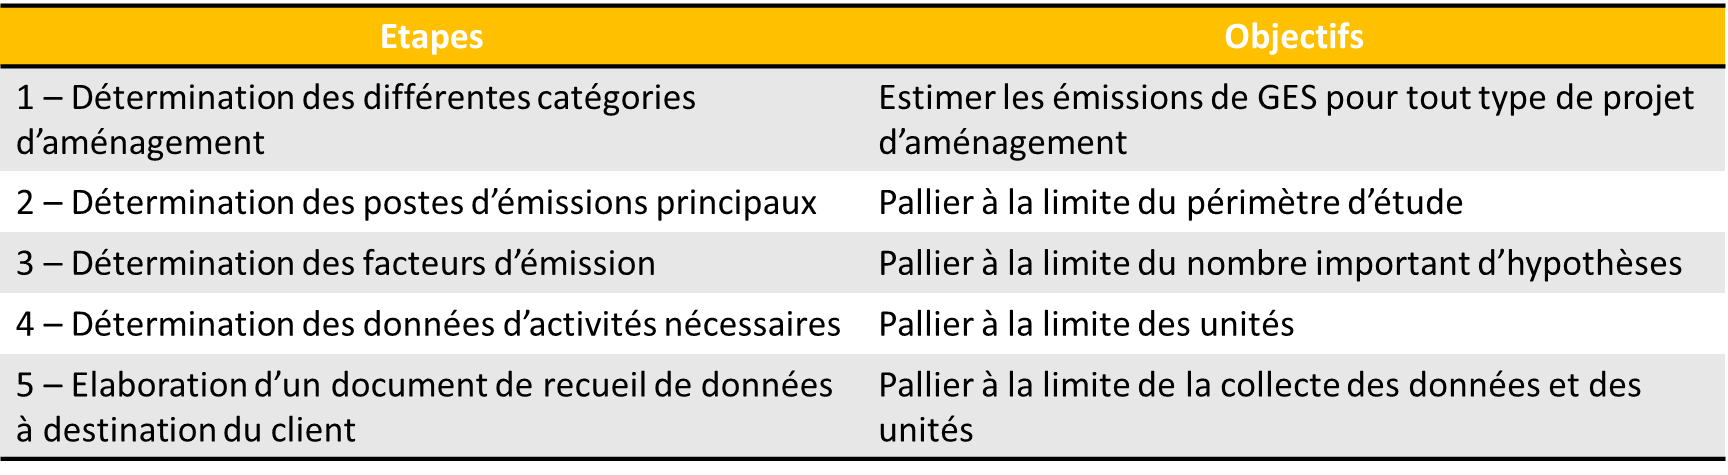 Etapes Objectifs
1 – Détermination des différentes catégories
d’aménagement
Estimer les émissions de GES pour tout type de projet
d’aménagement
2 – Détermination des postes d’émissions principaux
Pallier à la limite du périmètre d’étude
3 – Détermination des facteurs d’émission
Pallier à la limite du nombre important d’hypothèses
4 – Détermination des données d’activités nécessaires
Pallier à la limite des unités
5 – Elaboration d’un document de recueil de données
à destination du client
Pallier à la limite de la collecte des données et des
unités